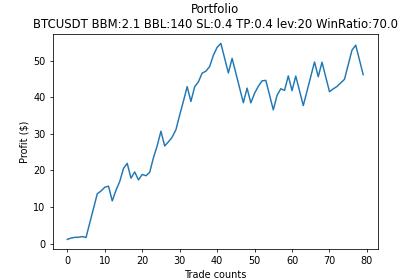 Portfolio
BTCUSDT BBM:2.1 BBL:140 SL:0.4 TP:0.4 lev:20 WinRatio:70.0
50
40
30
20
10
0
Profit ($)
0 10 20 30 40 50 60 70 80
Trade counts